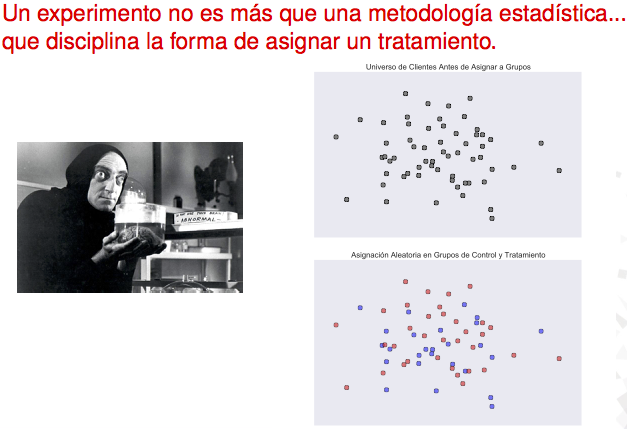 Un experimento no es más que una metodología estadística...
que disciplina la forma de asignar un tratamiento.
Universo de Clientes Antes de Asignar a Grupos
ABNORMAL
Asignación Aleatoria en Grupos de Control y Tratamiento